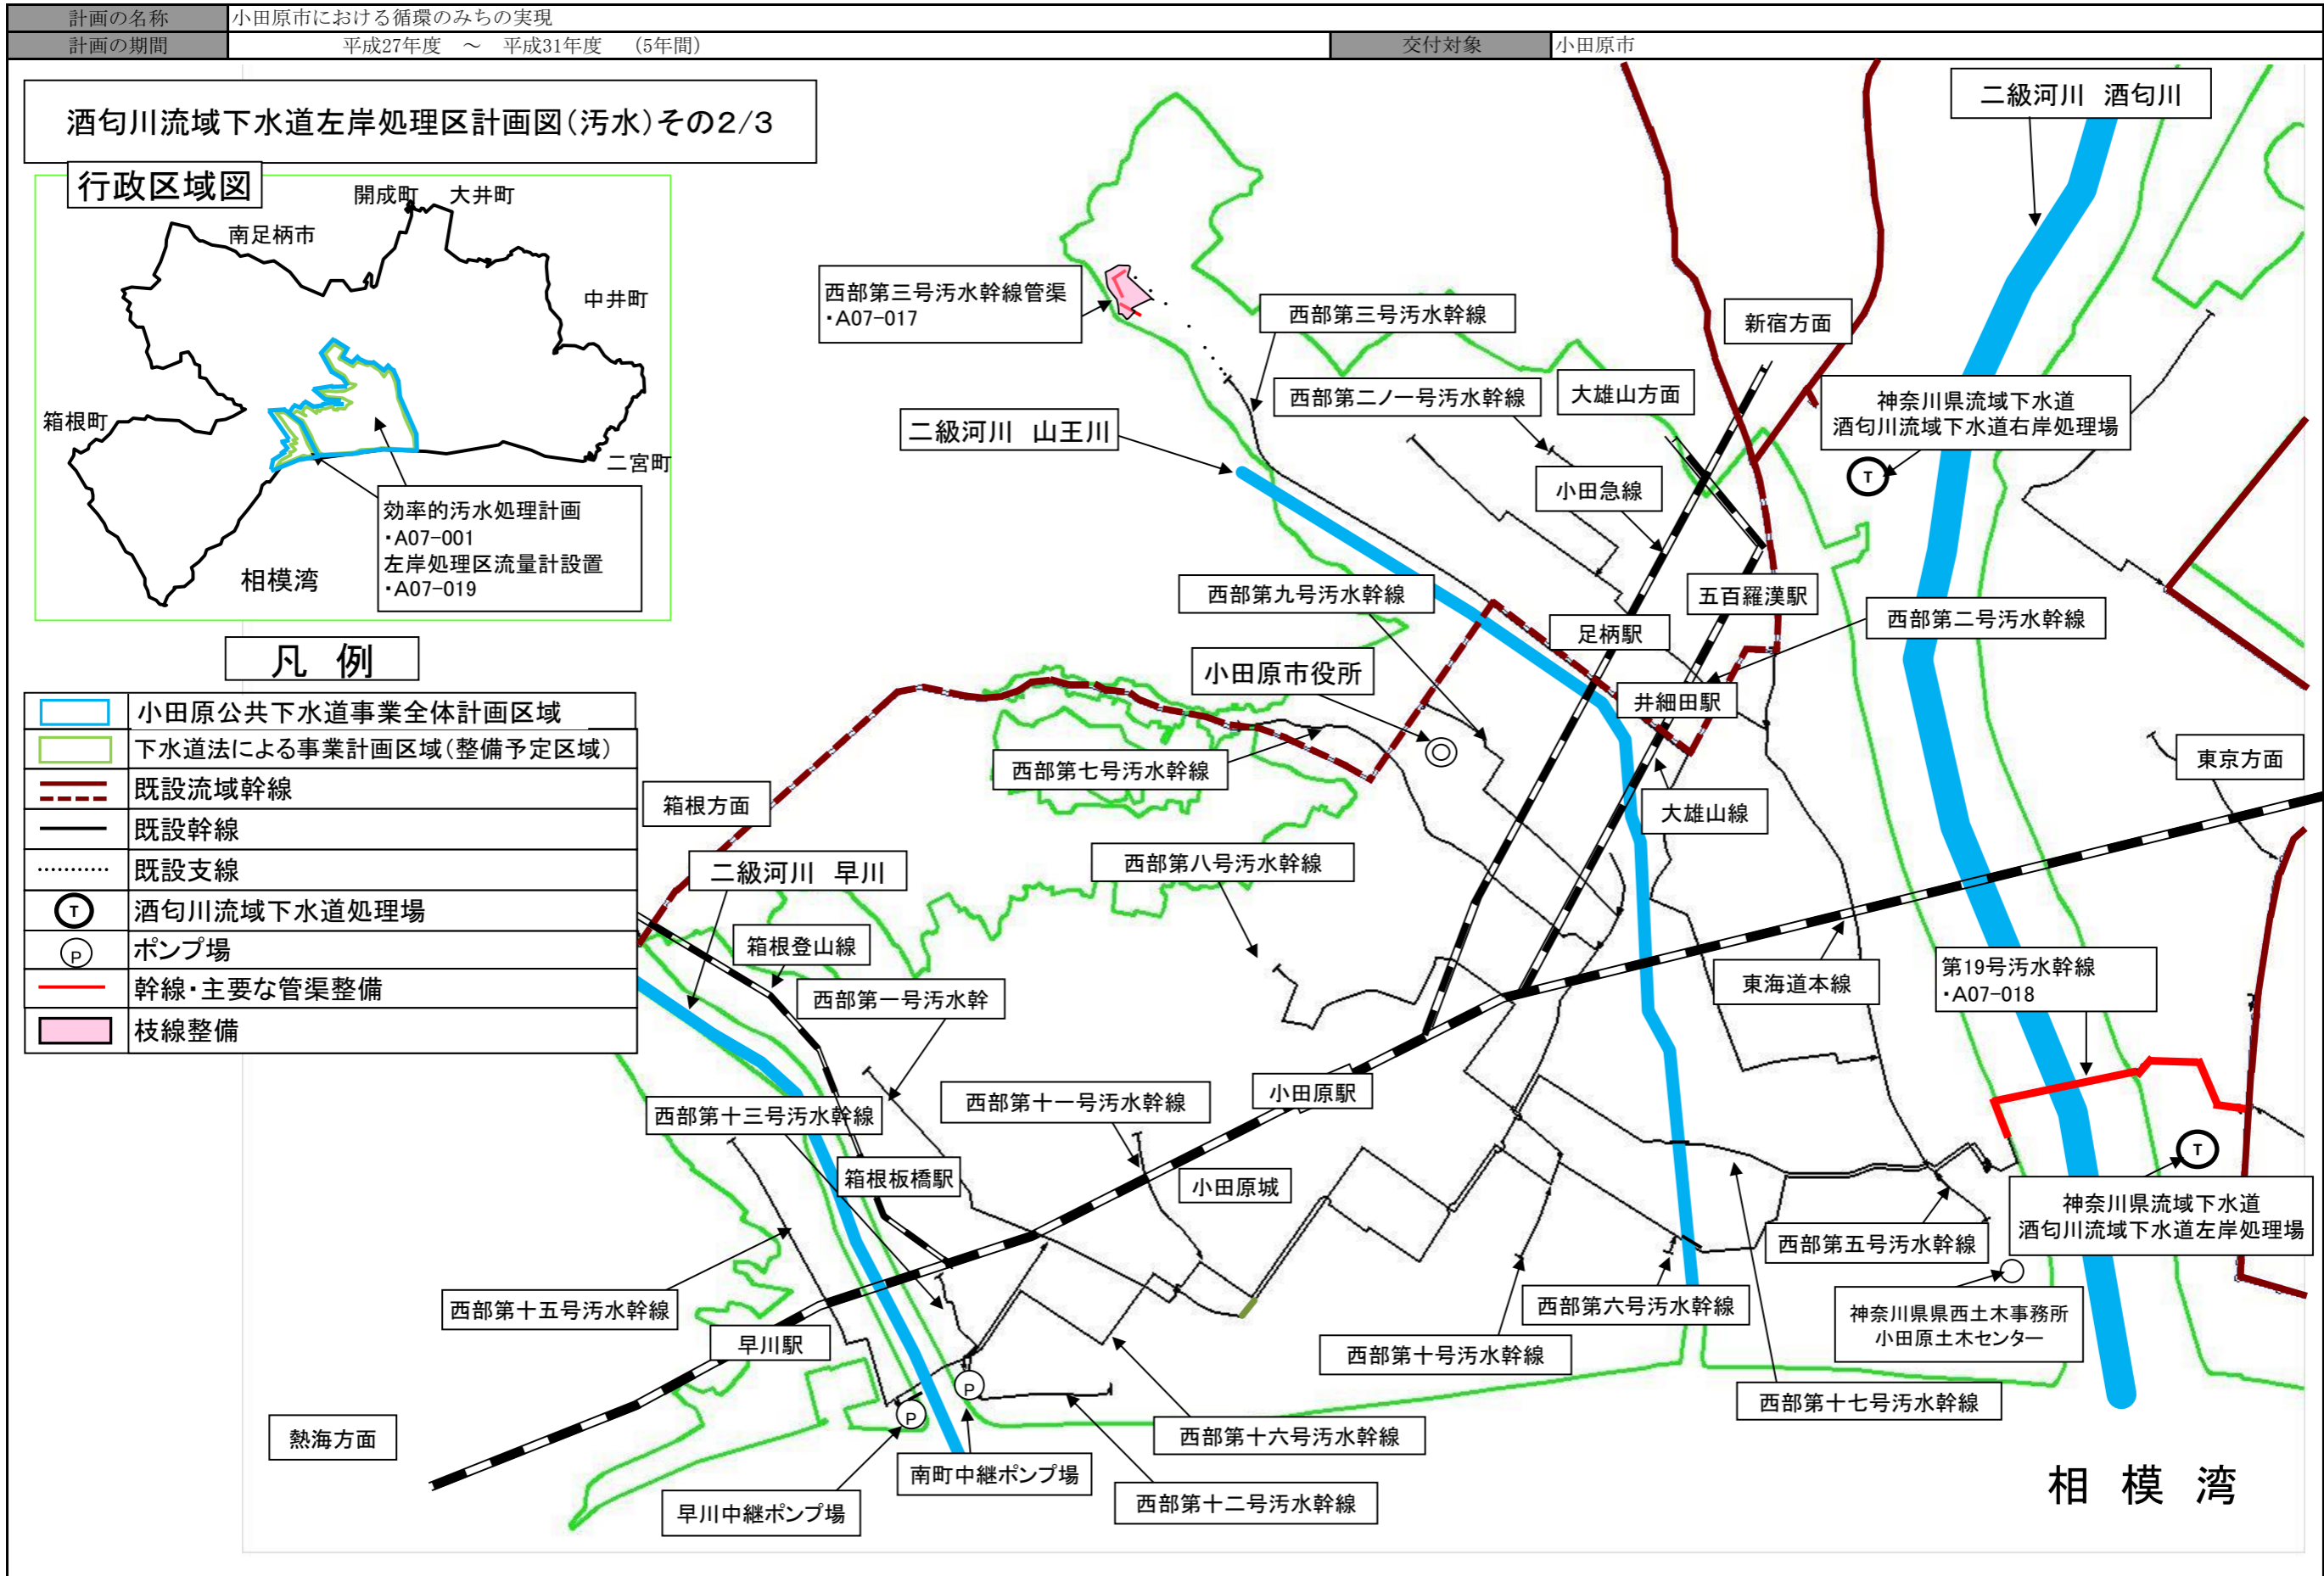 計画の名称 小田原市における循環のみちの実現
計画の期間 平成27年度 ～ 平成31年度 （5年間） 交付対象 小田原市
酒匂川流域下水道左岸処理区計画図（汚水）その２/３
行政区域図
開成町 大井町
南足柄市
中井町
箱根町
二宮町
効率的汚水処理計画
・A07-001
左岸処理区流量計設置
・A07-019
相模湾
凡 例
小田原公共下水道事業全体計画区域
下水道法による事業計画区域（整備予定区域）
既設流域幹線
既設幹線
既設支線
T 酒匂川流域下水道処理場
P ポンプ場
幹線・主要な管渠整備
枝線整備
二級河川 酒匂川
西部第三号汚水幹線管渠
・A07-017
西部第三号汚水幹線
新宿方面
西部第二ノ一号汚水幹線
大雄山方面
神奈川県流域下水道
酒匂川流域下水道右岸処理場
T
二級河川 山王川
小田急線
西部第九号汚水幹線
五百羅漢駅
西部第二号汚水幹線
足柄駅
小田原市役所
井細田駅
西部第七号汚水幹線
東京方面
箱根方面
大雄山線
二級河川 早川
西部第八号汚水幹線
箱根登山線
東海道本線
第19号汚水幹線
・A07-018
西部第一号汚水幹
小田原駅
西部第十三号汚水幹線
西部第十一号汚水幹線
箱根板橋駅
小田原城
T
神奈川県流域下水道
酒匂川流域下水道左岸処理場
西部第五号汚水幹線
西部第十五号汚水幹線
西部第六号汚水幹線
神奈川県県西土木事務所
小田原土木センター
早川駅
西部第十号汚水幹線
P
P
西部第十七号汚水幹線
熱海方面
西部第十六号汚水幹線
南町中継ポンプ場
早川中継ポンプ場
西部第十二号汚水幹線
相 模 湾